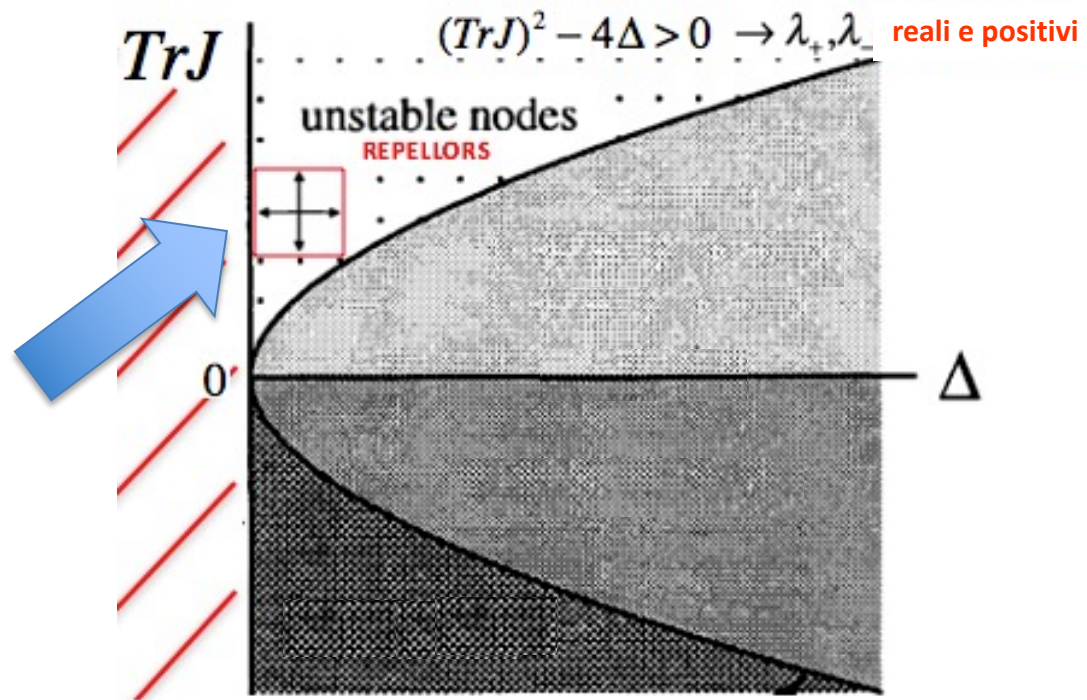 TrJ
(TrJ)² − 4Δ > 0 → λ₊,λ₋ reali e positivi
unstable nodes
REPELLORS
0
Δ